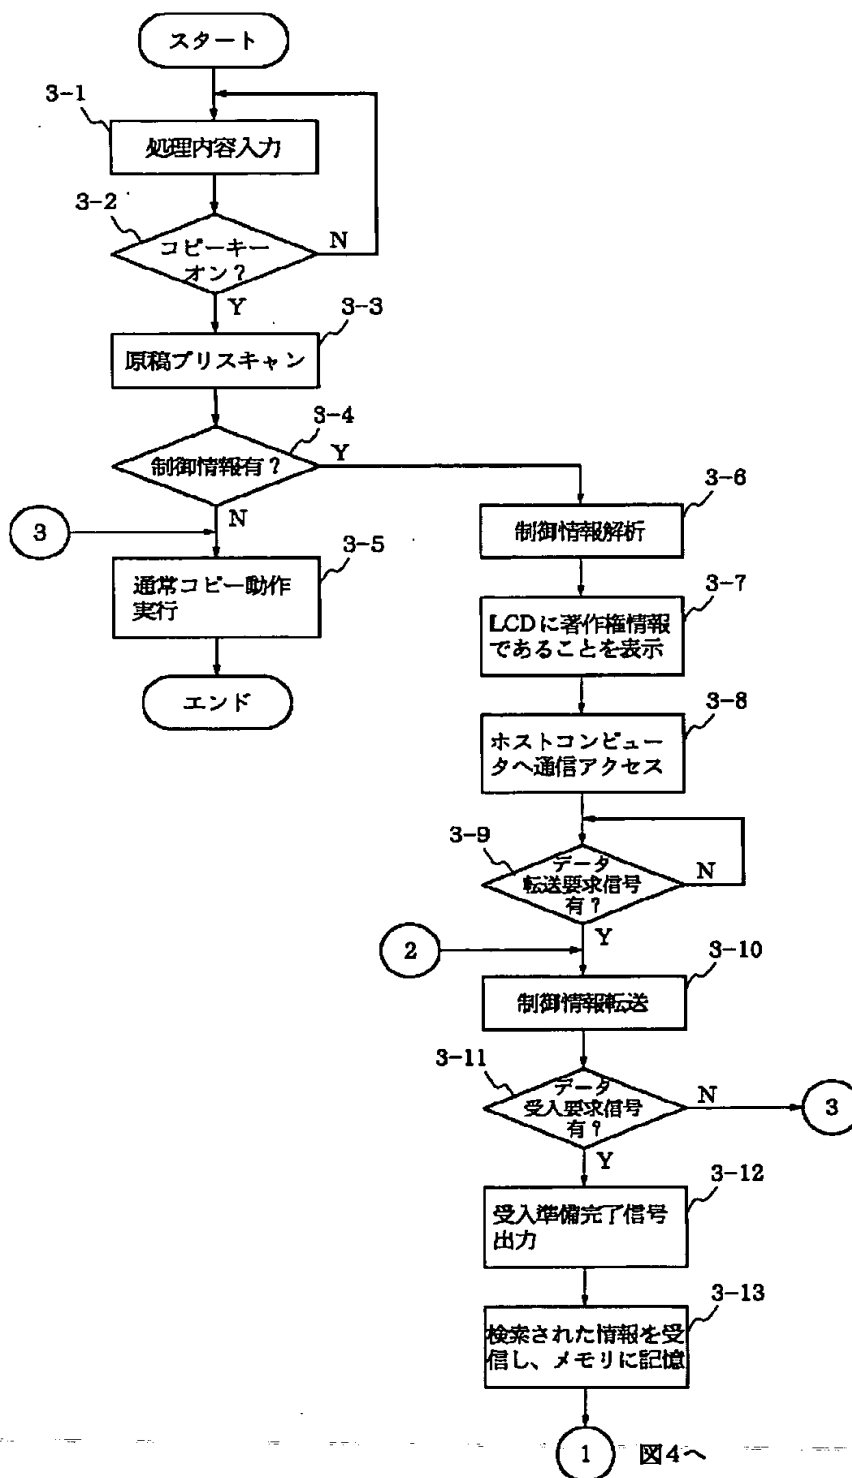 スタート
3-1
処理内容入力
3-2
コピーキー
オン？
N
Y
3-3
原稿プリスキャン
3-4
制御情報有？
Y
N
3
3-5
通常コピー動作
実行
エンド
3-6
制御情報解析
3-7
LCDに著作権情報
であることを表示
3-8
ホストコンピュー
タへ通信アクセス
3-9
データ
転送要求信号
有？
N
Y
2
3-10
制御情報転送
3-11
データ
受入要求信号
有？
N
3
Y
3-12
受入準備完了信号
出力
3-13
検索された情報を受
信し、メモリに記憶
1
図4へ